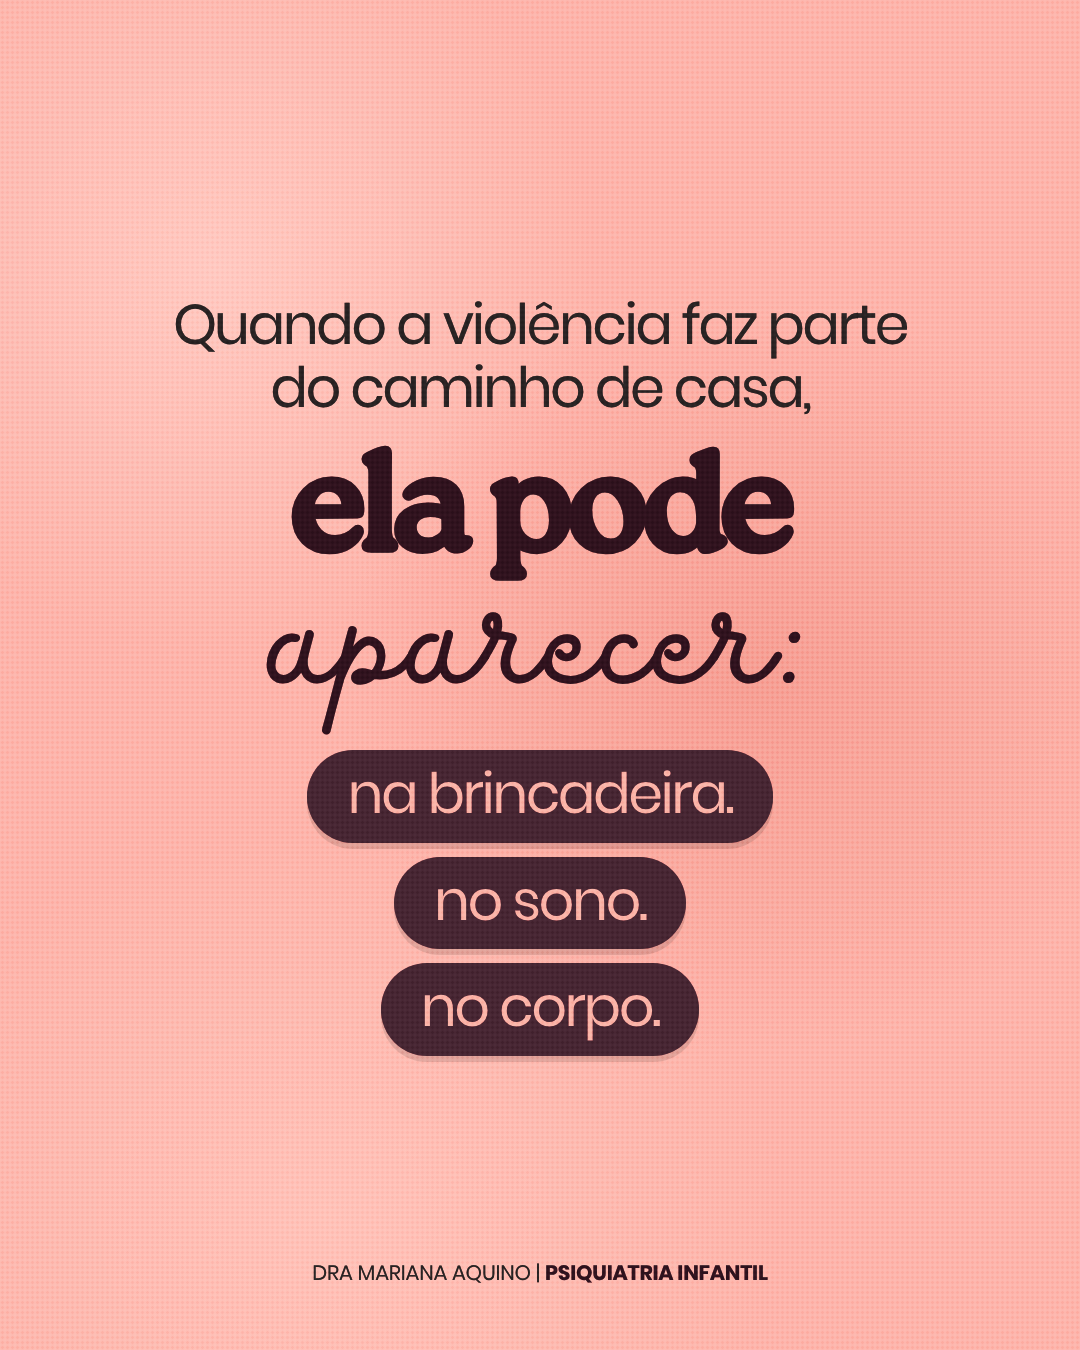 Quando a violência faz parte
do caminho de casa,
ela pode
aparecer:
na brincadeira.
no sono.
no corpo.
DRA MARIANA AQUINO | PSIQUIATRIA INFANTIL